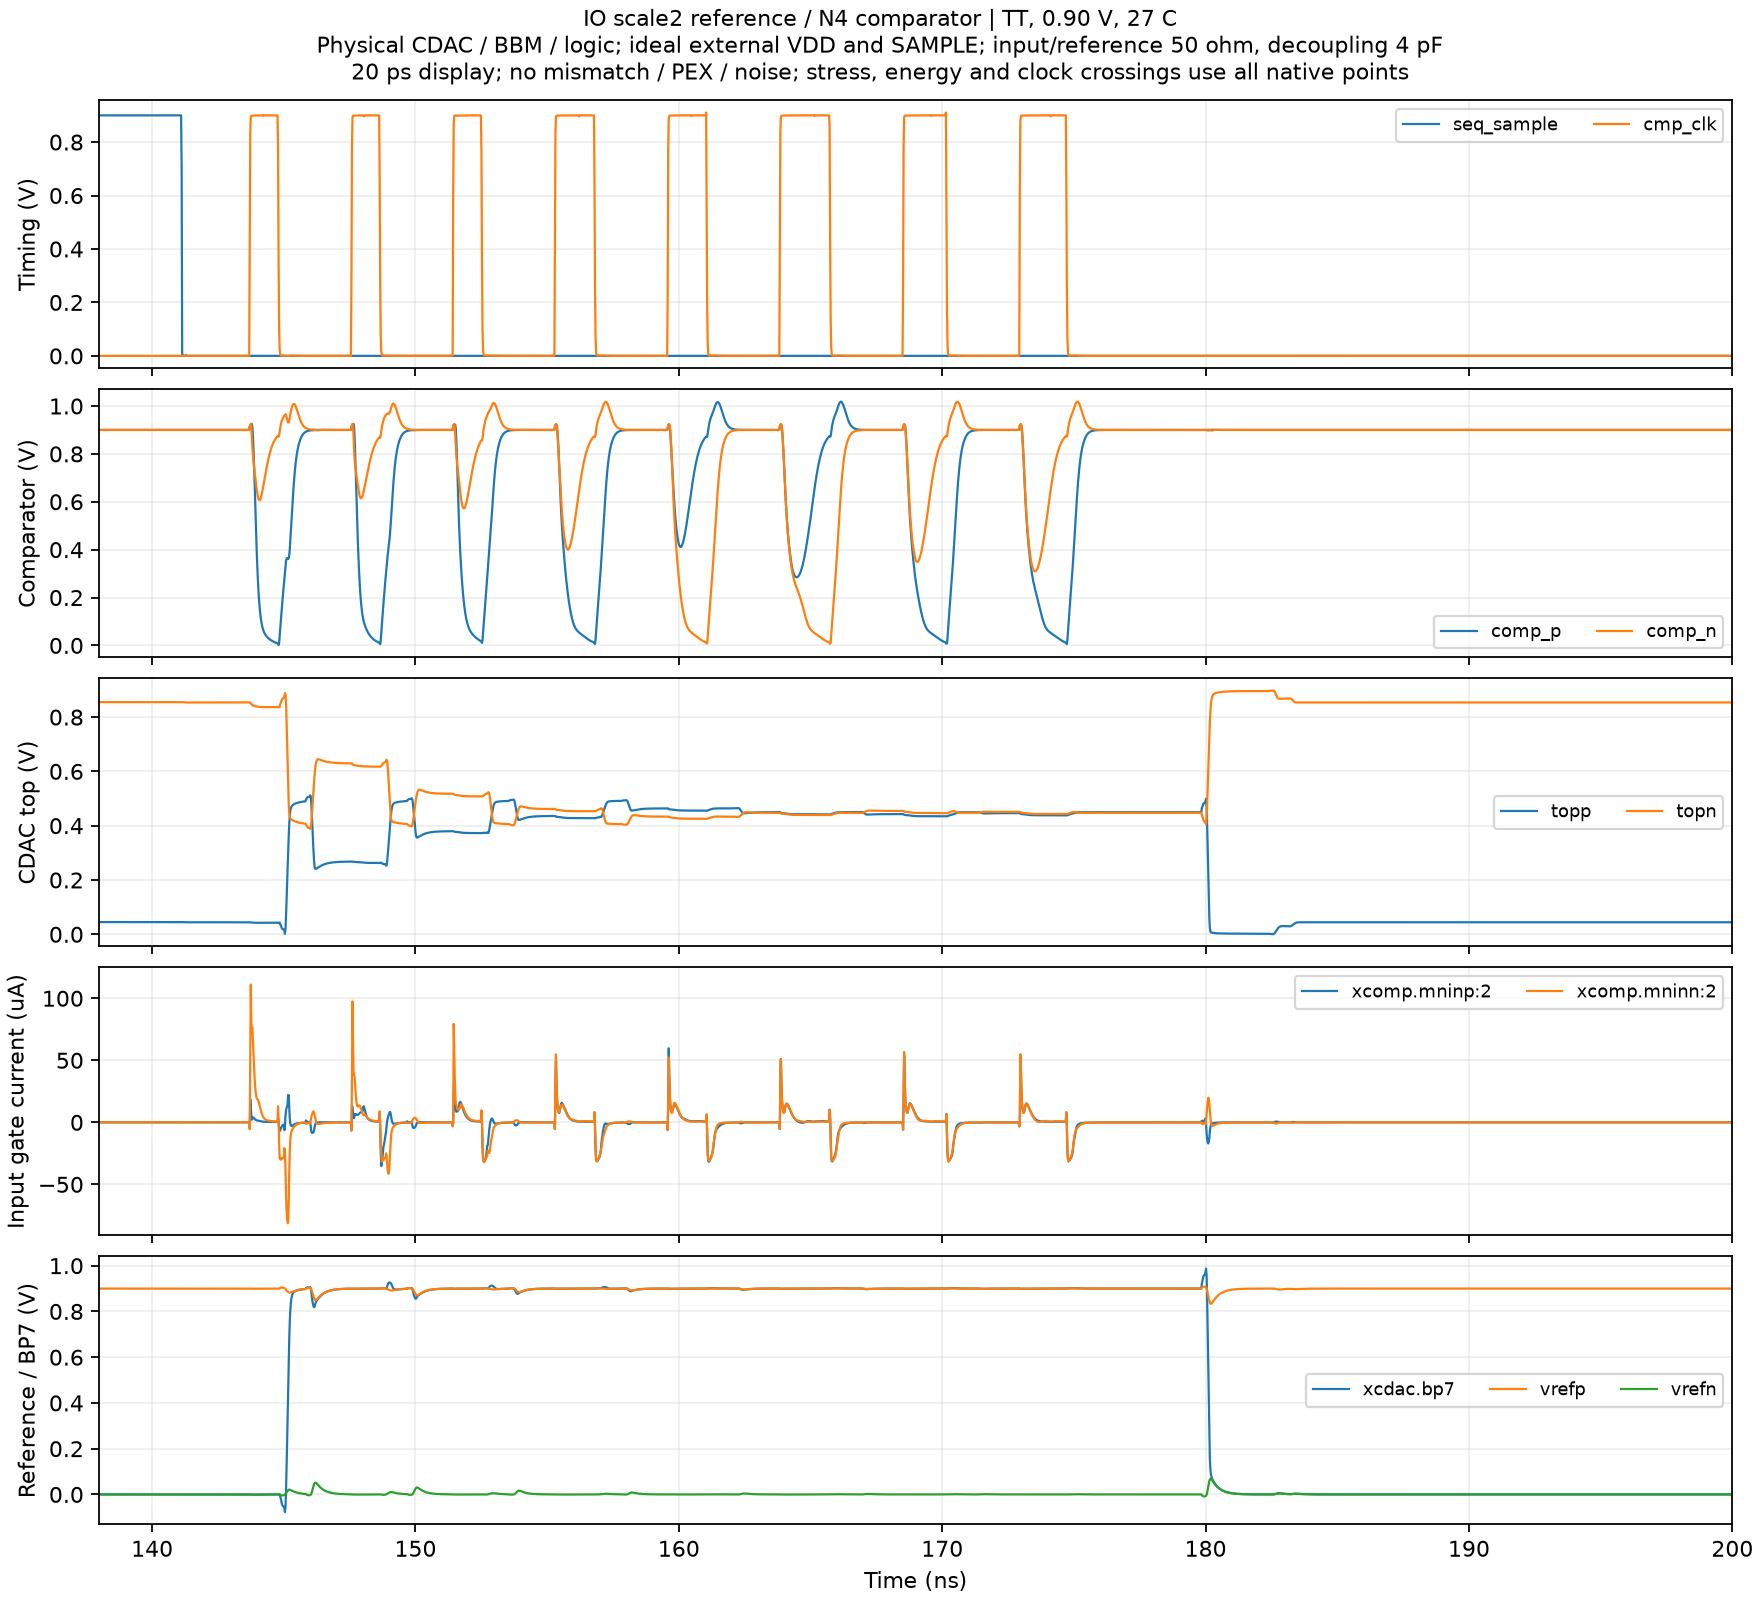 IO scale2 reference / N4 comparator | TT, 0.90 V, 27 C
Physical CDAC / BBM / logic; ideal external VDD and SAMPLE; input/reference 50 ohm, decoupling 4 pF
20 ps display; no mismatch / PEX / noise; stress, energy and clock crossings use all native points
Timing (V)
0.8
0.6
0.4
0.2
0.0
seq_sample
cmp_clk
Comparator (V)
1.0
0.8
0.6
0.4
0.2
0.0
comp_p
comp_n
CDAC top (V)
0.8
0.6
0.4
0.2
0.0
topp
topn
Input gate current (uA)
100
50
0
−50
xcomp.mninp:2
xcomp.mninn:2
Reference / BP7 (V)
1.0
0.8
0.6
0.4
0.2
0.0
xcdac.bp7
vrefp
vrefn
140
150
160
170
180
190
200
Time (ns)